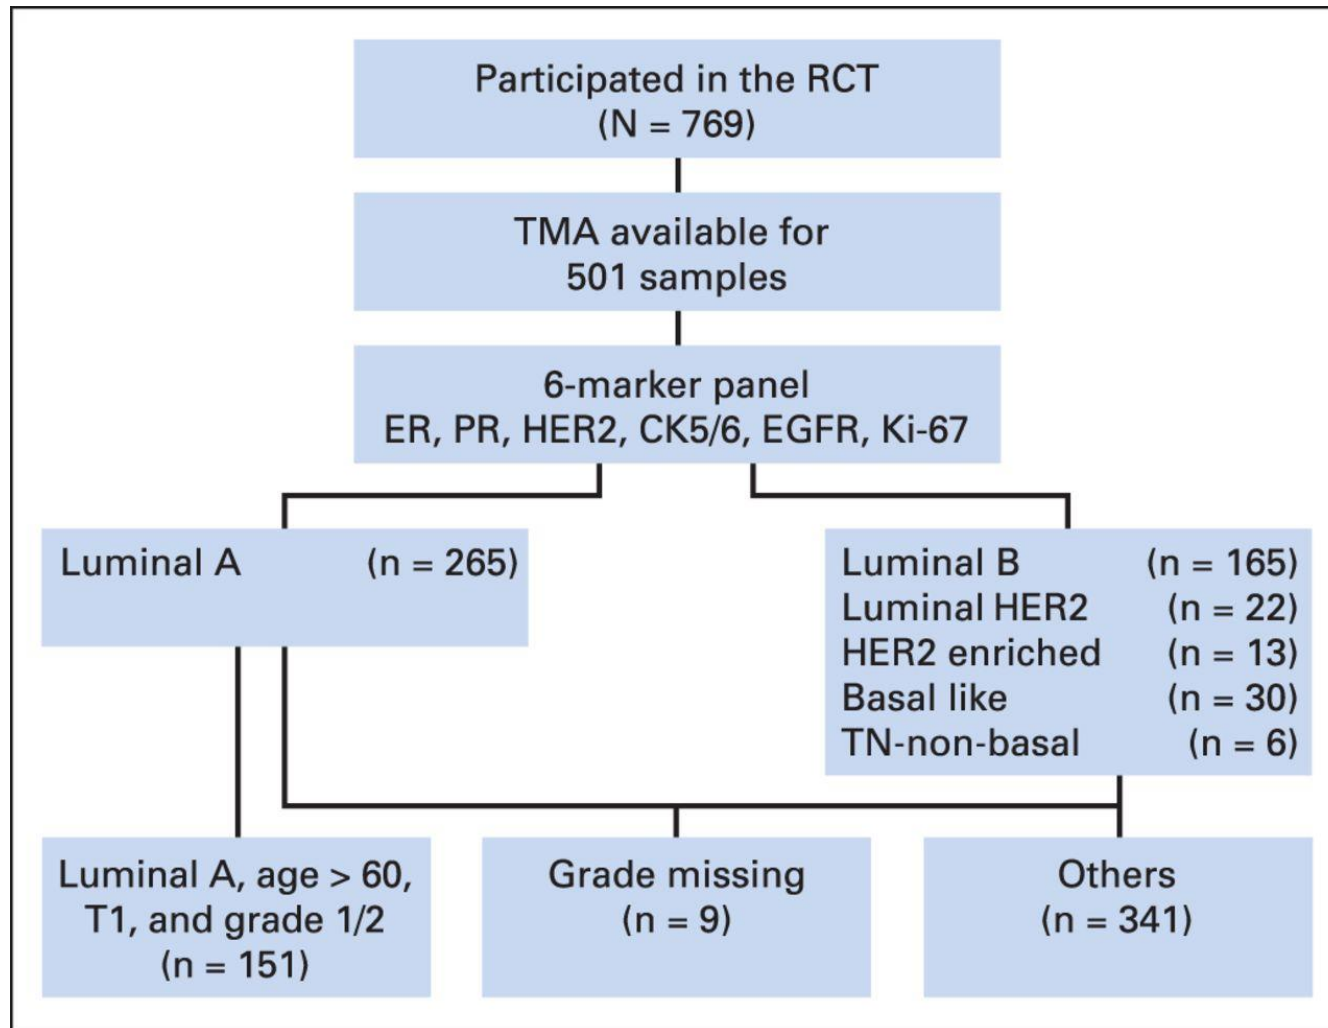 Participated in the RCT
(N = 769)
TMA available for
501 samples
6-marker panel
ER, PR, HER2, CK5/6, EGFR, Ki-67
Luminal A (n = 265)
Luminal B (n = 165)
Luminal HER2 (n = 22)
HER2 enriched (n = 13)
Basal like (n = 30)
TN-non-basal (n = 6)
Luminal A, age > 60,
T1, and grade 1/2
(n = 151)
Grade missing
(n = 9)
Others
(n = 341)